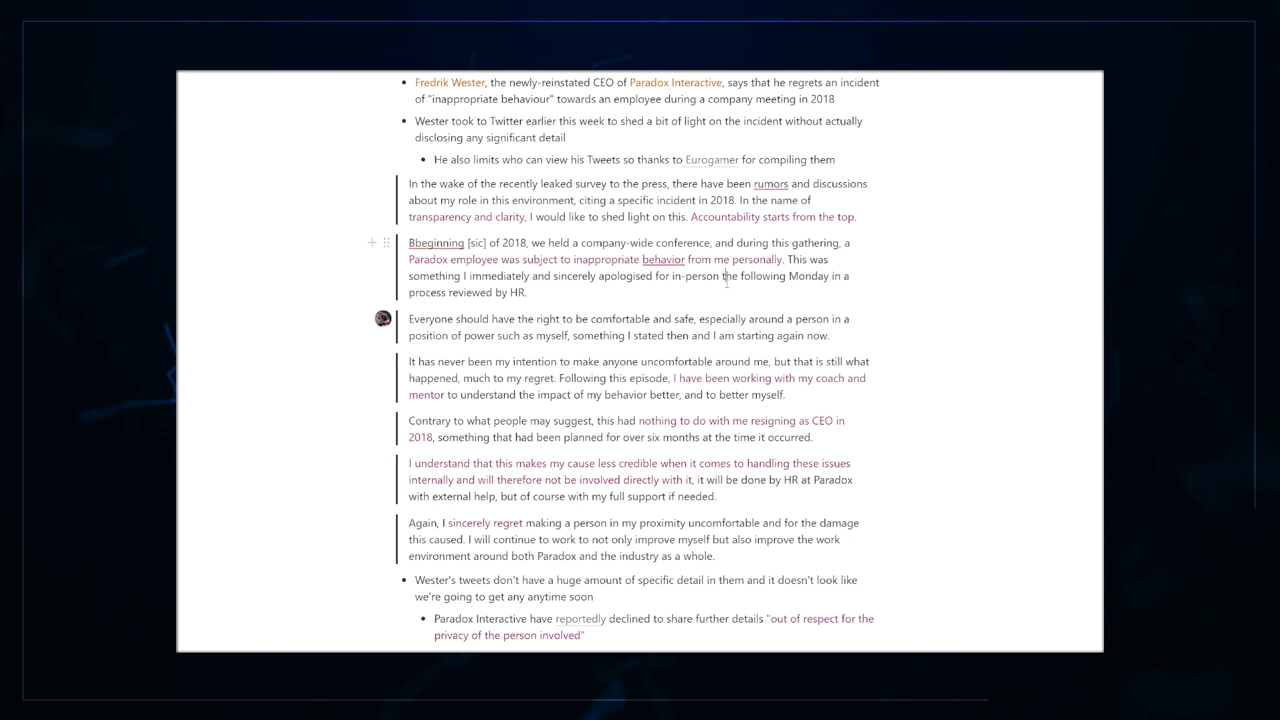 • Fredrik Wester, the newly-reinstated CEO of Paradox Interactive, says that he regrets an incident
of "inappropriate behaviour" towards an employee during a company meeting in 2018
• Wester took to Twitter earlier this week to shed a bit of light on the incident without actually
disclosing any significant detail
• He also limits who can view his Tweets so thanks to Eurogamer for compiling them
In the wake of the recently leaked survey to the press, there have been rumors and discussions
about my role in this environment, citing a specific incident in 2018. In the name of
transparency and clarity, I would like to shed light on this. Accountability starts from the top.
Bbeginning [sic] of 2018, we held a company-wide conference, and during this gathering, a
Paradox employee was subject to inappropriate behavior from me personally. This was
something I immediately and sincerely apologised for in-person the following Monday in a
process reviewed by HR.
Everyone should have the right to be comfortable and safe, especially around a person in a
position of power such as myself, something I stated then and I am starting again now.
It has never been my intention to make anyone uncomfortable around me, but that is still what
happened, much to my regret. Following this episode, I have been working with my coach and
mentor to understand the impact of my behavior better, and to better myself.
Contrary to what people may suggest, this had nothing to do with me resigning as CEO in
2018, something that had been planned for over six months at the time it occurred.
I understand that this makes my cause less credible when it comes to handling these issues
internally and will therefore not be involved directly with it, it will be done by HR at Paradox
with external help, but of course with my full support if needed.
Again, I sincerely regret making a person in my proximity uncomfortable and for the damage
this caused. I will continue to work to not only improve myself but also improve the work
environment around both Paradox and the industry as a whole.
• Wester's tweets don't have a huge amount of specific detail in them and it doesn't look like
we're going to get any anytime soon
• Paradox Interactive have reportedly declined to share further details "out of respect for the
privacy of the person involved"